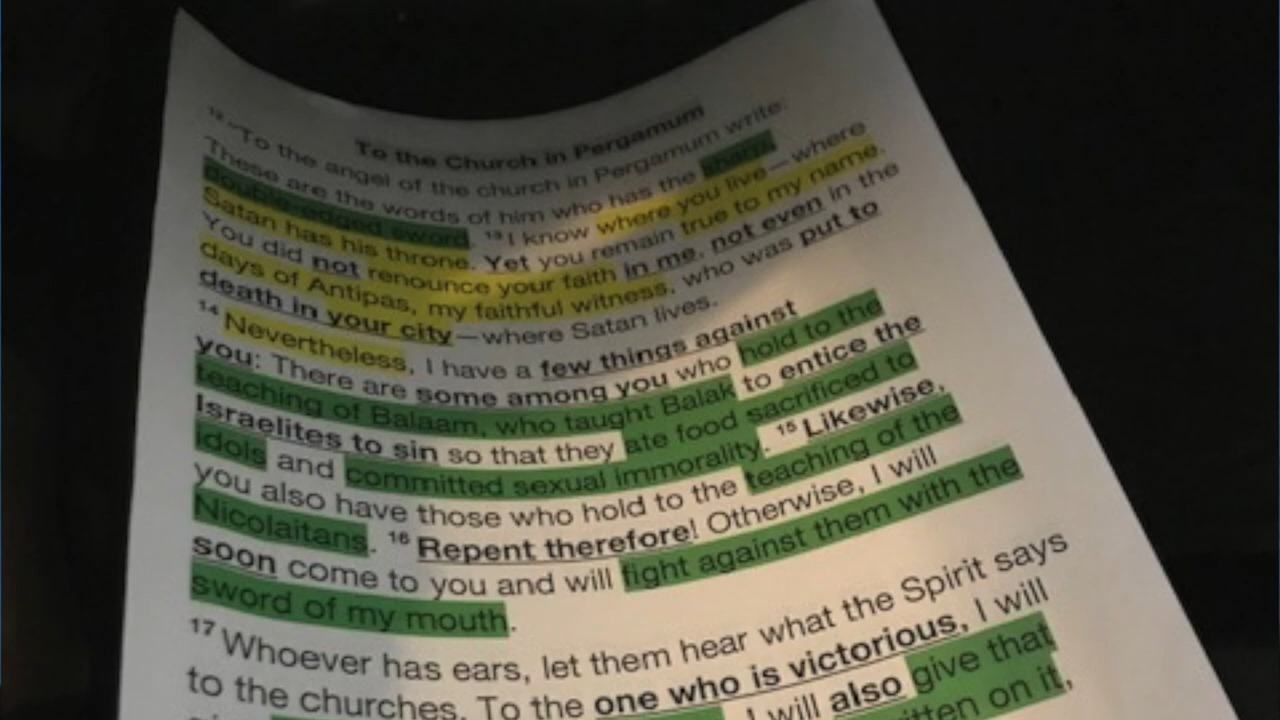 To the Church in Pergamum
12 "To the angel of the church in Pergamum write:
These are the words of him who has the sharp,
double-edged sword. 13 I know where you live—where
Satan has his throne. Yet you remain true to my name.
You did not renounce your faith in me, not even in the
days of Antipas, my faithful witness, who was put to
death in your city—where Satan lives.
14 Nevertheless, I have a few things against
you: There are some among you who hold to the
teaching of Balaam, who taught Balak to entice the
Israelites to sin so that they ate food sacrificed to
idols and committed sexual immorality. 15 Likewise,
you also have those who hold to the teaching of the
Nicolaitans. 16 Repent therefore! Otherwise, I will
soon come to you and will fight against them with the
sword of my mouth.
17 Whoever has ears, let them hear what the Spirit says
to the churches. To the one who is victorious, I will
I will also give that
written on it,